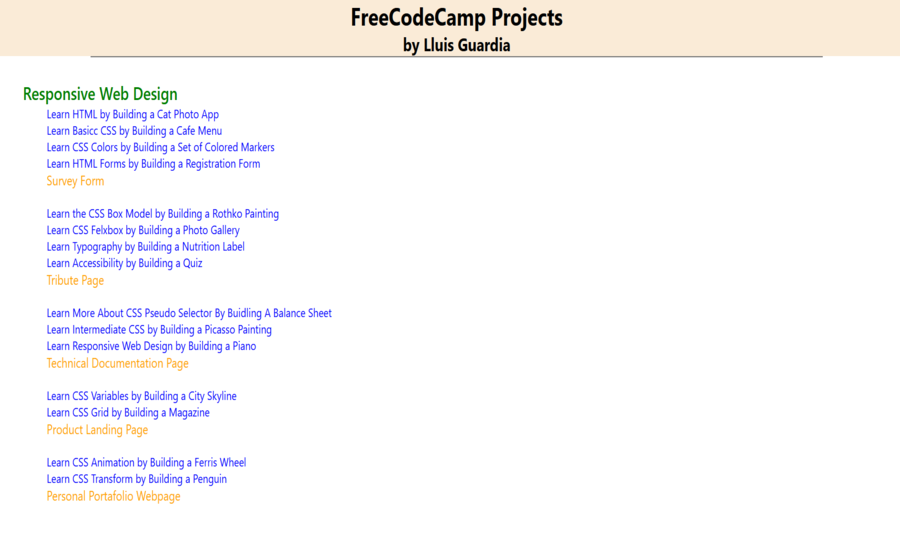 FreeCodeCamp Projects
by Lluis Guardia
Responsive Web Design
Learn HTML by Building a Cat Photo App
Learn Basicc CSS by Building a Cafe Menu
Learn CSS Colors by Building a Set of Colored Markers
Learn HTML Forms by Building a Registration Form
Survey Form
Learn the CSS Box Model by Building a Rothko Painting
Learn CSS Felxbox by Building a Photo Gallery
Learn Typography by Building a Nutrition Label
Learn Accessibility by Building a Quiz
Tribute Page
Learn More About CSS Pseudo Selector By Buidling A Balance Sheet
Learn Intermediate CSS by Building a Picasso Painting
Learn Responsive Web Design by Building a Piano
Technical Documentation Page
Learn CSS Variables by Building a City Skyline
Learn CSS Grid by Building a Magazine
Product Landing Page
Learn CSS Animation by Building a Ferris Wheel
Learn CSS Transform by Building a Penguin
Personal Portafolio Webpage